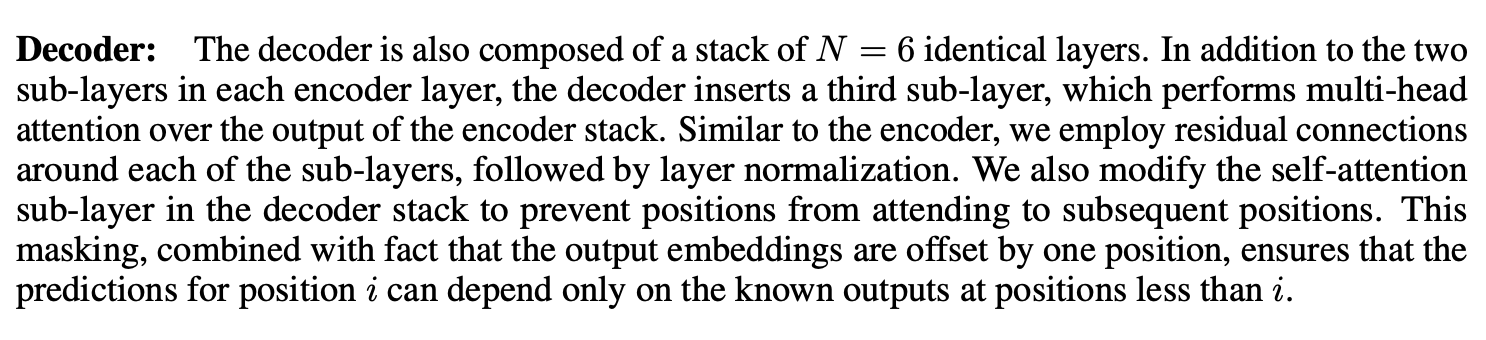 Decoder: The decoder is also composed of a stack of N = 6 identical layers. In addition to the two
sub-layers in each encoder layer, the decoder inserts a third sub-layer, which performs multi-head
attention over the output of the encoder stack. Similar to the encoder, we employ residual connections
around each of the sub-layers, followed by layer normalization. We also modify the self-attention
sub-layer in the decoder stack to prevent positions from attending to subsequent positions. This
masking, combined with fact that the output embeddings are offset by one position, ensures that the
predictions for position i can depend only on the known outputs at positions less than i.